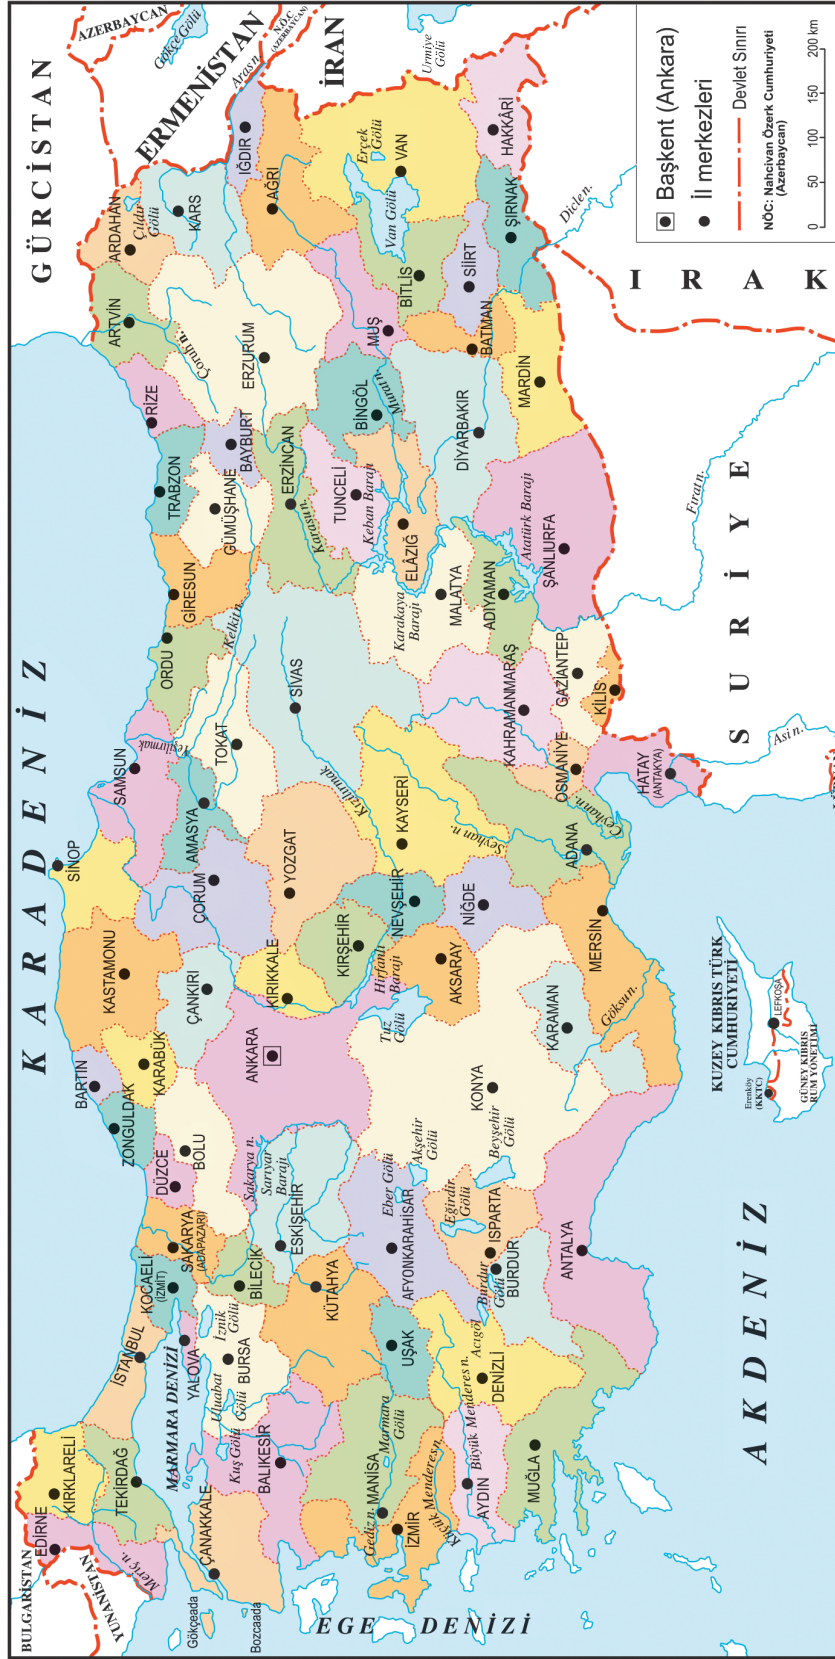 BULGARİSTAN
YUNANİSTAN
GÜRCİSTAN
ERMENİSTAN
AZERBAYCAN
Gökçe Gölü
N.Ö.C
(AZERBAYCAN)
İRAN
Urmiye
Gölü
I R A K
S U R İ Y E
K A R A D E N İ Z
MARMARA DENİZİ
EGE DENİZİ
A K D E N İ Z
EDİRNE
KIRKLARELİ
TEKİRDAĞ
Meriç n.
İSTANBUL
KOCAELİ
(İZMİT)
YALOVA
SAKARYA
(ADAPAZARI)
DÜZCE
BOLU
ZONGULDAK
BARTIN
KARABÜK
KASTAMONU
SİNOP
ÇANKIRI
ÇORUM
SAMSUN
AMASYA
Yeşilırmak
TOKAT
ORDU
Kelkit n.
GİRESUN
GÜMÜŞHANE
TRABZON
BAYBURT
RİZE
Çoruh n.
ARTVİN
ARDAHAN
Çıldır
Gölü
KARS
Aras n.
IĞDIR
AĞRI
ERZURUM
ERZİNCAN
Karasu n.
TUNCELİ
Keban Barajı
BİNGÖL
Murat n.
MUŞ
BİTLİS
Van Gölü
Erçek
Gölü
VAN
HAKKÂRİ
ŞIRNAK
Dicle n.
SİİRT
BATMAN
MARDİN
DİYARBAKIR
ELÂZIĞ
Karakaya
Barajı
MALATYA
ADIYAMAN
Atatürk Barajı
ŞANLIURFA
Fırat n.
GAZİANTEP
KİLİS
KAHRAMANMARAŞ
OSMANİYE
HATAY
(ANTAKYA)
Asi n.
Ceyhan n.
Seyhan n.
ADANA
SİVAS
Kızılırmak
KAYSERİ
YOZGAT
KIRIKKALE
KIRŞEHİR
NEVŞEHİR
NİĞDE
AKSARAY
Hirfanlı
Barajı
Tuz
Gölü
ANKARA
KONYA
KARAMAN
MERSİN
Göksu n.
ÇANAKKALE
Gökçeada
Bozcaada
BALIKESİR
Kuş Gölü
Uluabat
Gölü
BURSA
İznik
Gölü
BİLECİK
ESKİŞEHİR
Sakarya n.
Sarıyar
Barajı
KÜTAHYA
MANİSA
Gediz n.
Marmara
Gölü
İZMİR
Küçük Menderes n.
UŞAK
AFYONKARAHİSAR
Eber Gölü
Akşehir
Gölü
Beyşehir
Gölü
Eğirdir
Gölü
ISPARTA
BURDUR
Burdur
Gölü
Acıgöl
DENİZLİ
Büyük Menderes n.
AYDIN
MUĞLA
ANTALYA
KUZEY KIBRIS TÜRK
CUMHURİYETİ
LEFKOŞA
Erenköy
(KKTC)
GÜNEY KIBRIS
RUM YÖNETİMİ
Başkent (Ankara)
İl merkezleri
Devlet Sınırı
NÖC: Nahcivan Özerk Cumhuriyeti
(Azerbaycan)
0 50 100 150 200 km